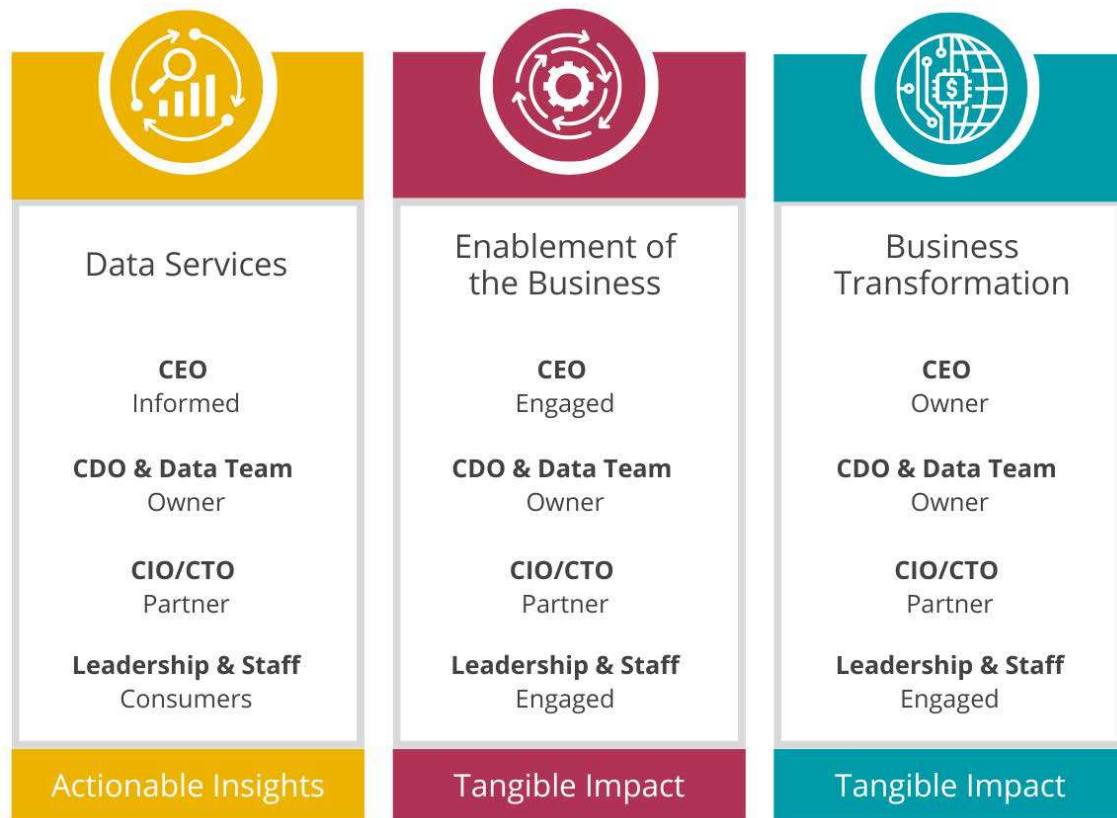 $
Data Services
CEO
Informed
CDO & Data Team
Owner
CIO/CTO
Partner
Leadership & Staff
Consumers
Actionable Insights
Enablement of
the Business
CEO
Engaged
CDO & Data Team
Owner
CIO/CTO
Partner
Leadership & Staff
Engaged
Tangible Impact
Business
Transformation
CEO
Owner
CDO & Data Team
Owner
CIO/CTO
Partner
Leadership & Staff
Engaged
Tangible Impact